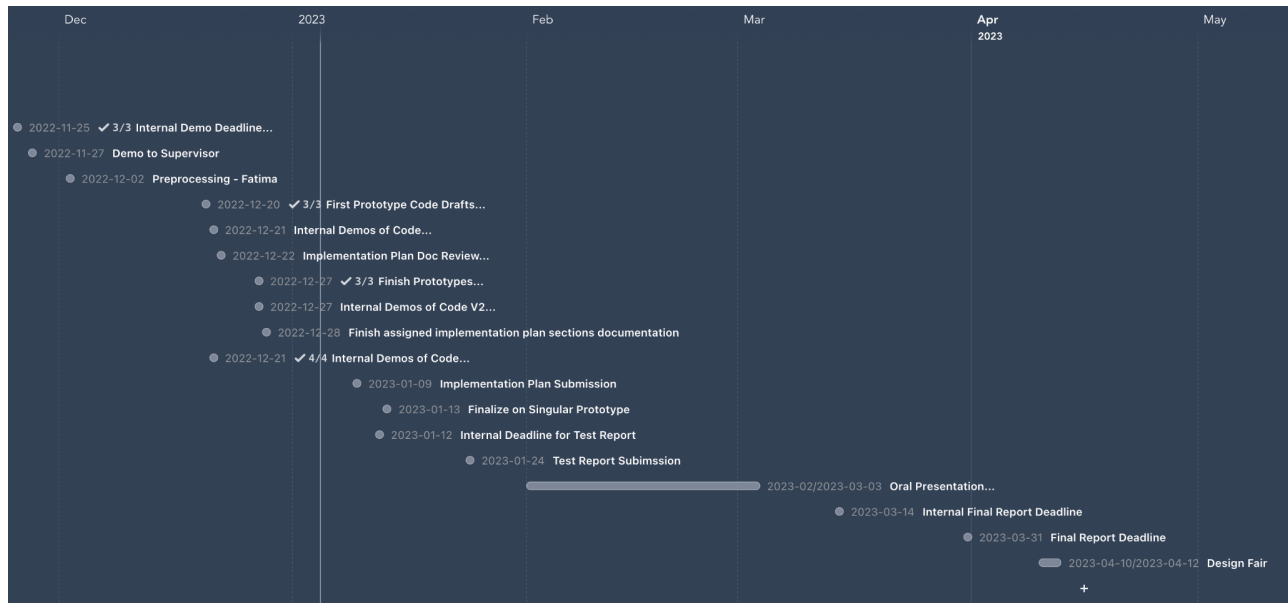 Dec 2023 Feb Mar Apr May
2023
2022-11-25 ✓ 3/3 Internal Demo Deadline...
2022-11-27 Demo to Supervisor
2022-12-02 Preprocessing - Fatima
2022-12-20 ✓ 3/3 First Prototype Code Drafts...
2022-12-21 Internal Demos of Code...
2022-12-22 Implementation Plan Doc Review...
2022-12-27 ✓ 3/3 Finish Prototypes...
2022-12-27 Internal Demos of Code V2...
2022-12-28 Finish assigned implementation plan sections documentation
2022-12-21 ✓ 4/4 Internal Demos of Code...
2023-01-09 Implementation Plan Submission
2023-01-13 Finalize on Singular Prototype
2023-01-12 Internal Deadline for Test Report
2023-01-24 Test Report Subimssion
2023-02/2023-03-03 Oral Presentation...
2023-03-14 Internal Final Report Deadline
2023-03-31 Final Report Deadline
2023-04-10/2023-04-12 Design Fair
+